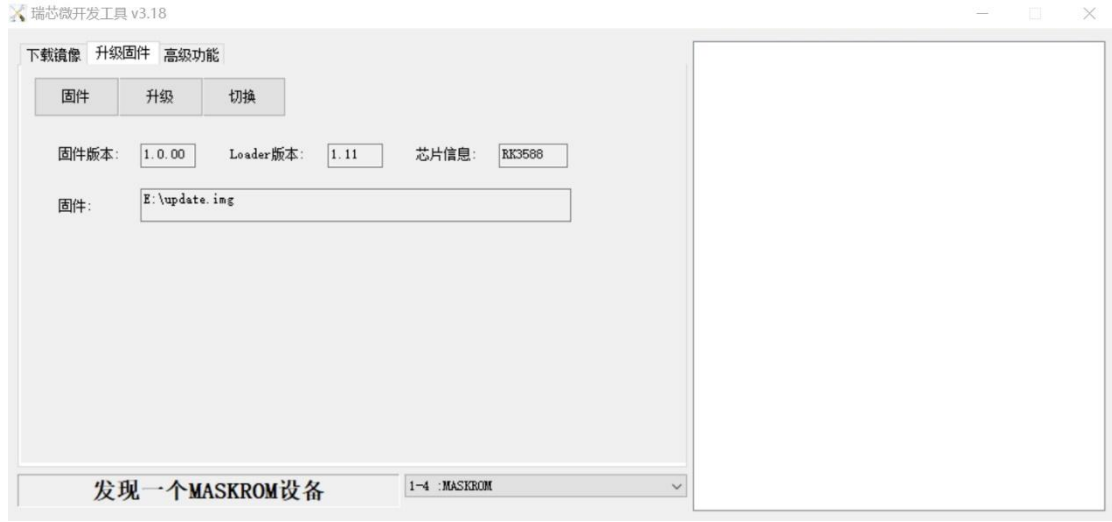 瑞芯微开发工具 v3.18
下载镜像 升级固件 高级功能
固件 升级 切换
固件版本: 1.0.00 Loader版本: 1.11 芯片信息: RK3588
固件: E:\update.img
发现一个MASKROM设备 1-4 :MASKROM